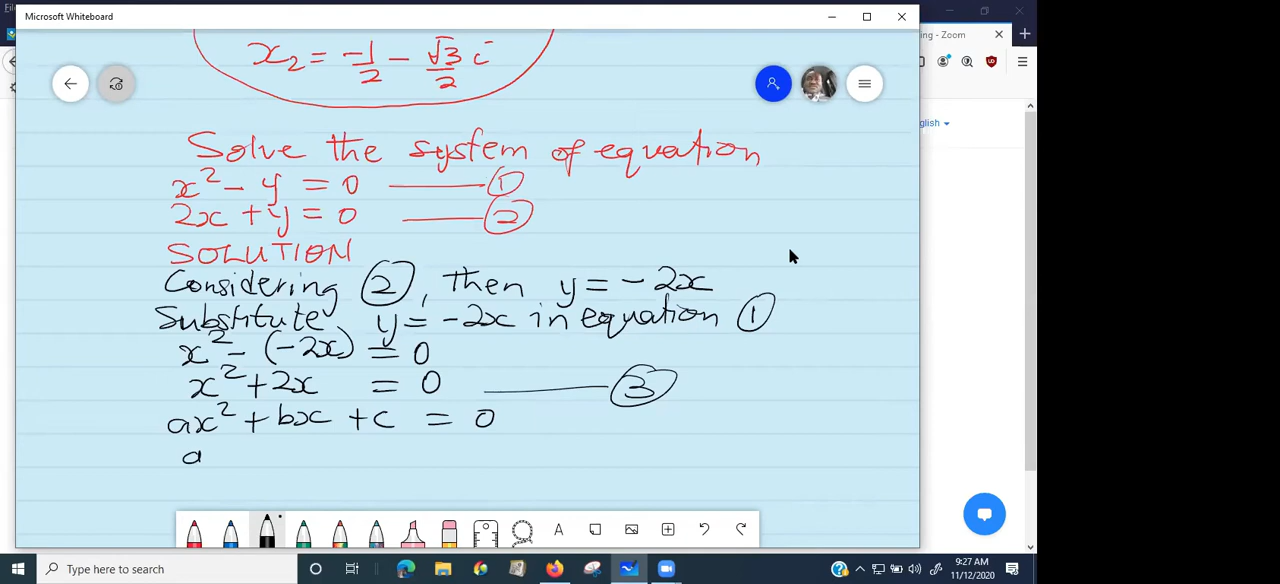 Microsoft Whiteboard
ng - Zoom
x₂ = -1/2 - √3/2 i
glish
Solve the system of equation
x² - y = 0 ——— ①
2x + y = 0 ——— ②
SOLUTION
Considering ②, then y = -2x
Substitute y = -2x in equation ①
x² - (-2x) = 0
x² + 2x = 0 ——— ③
ax² + bx + c = 0
a
A
Type here to search
9:27 AM
11/12/2020